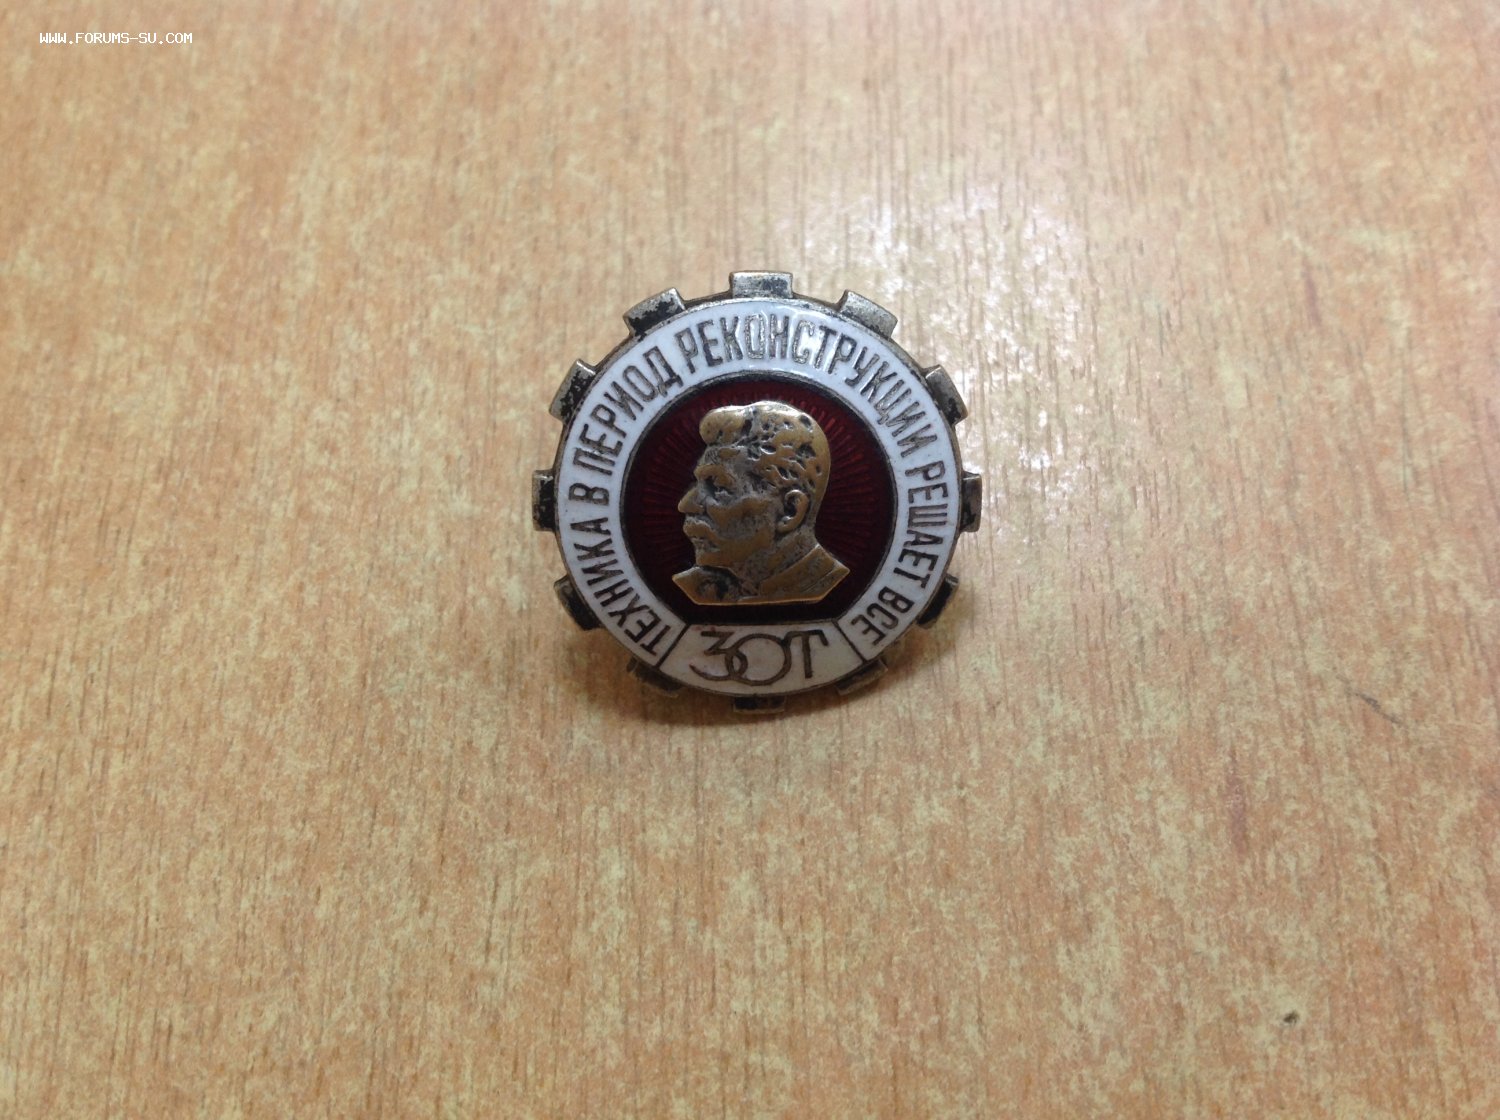 WWW.FORUMS-SU.COM
ТЕХНИКА В ПЕРИОД РЕКОНСТРУКЦИИ РЕШАЕТ ВСЕ
ЗОТ